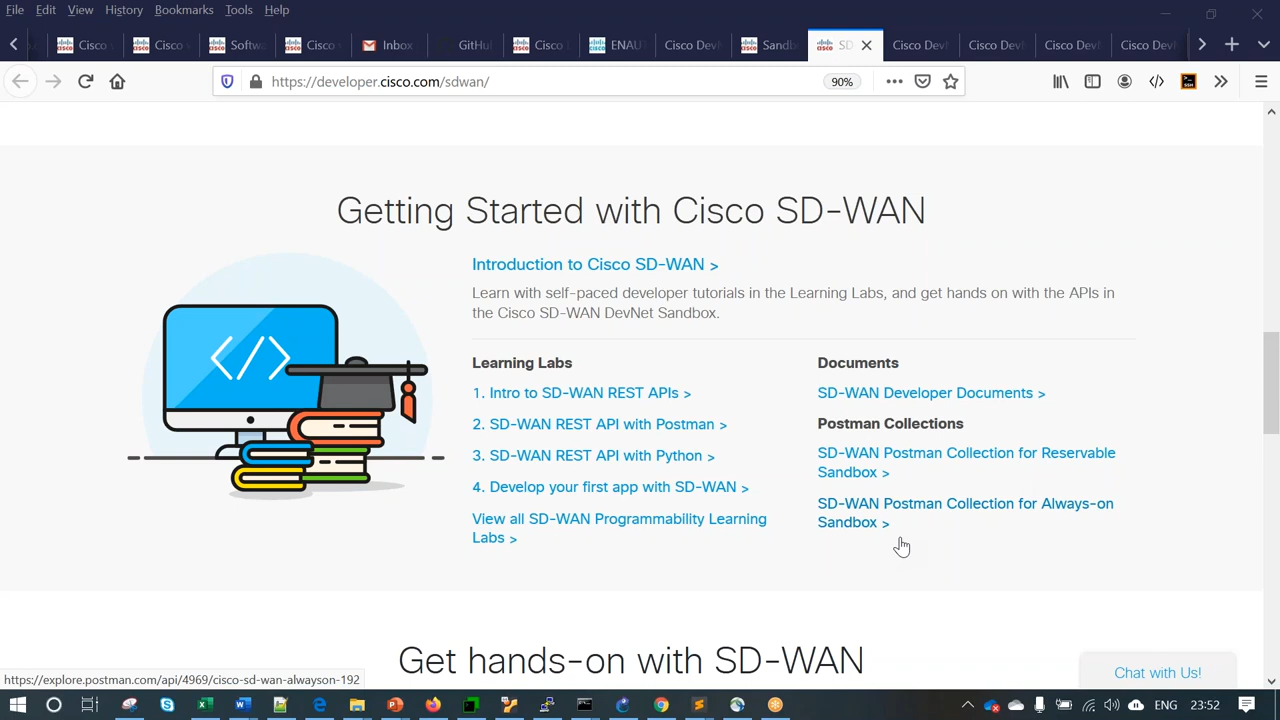 File Edit View History Bookmarks Tools Help
Cisco Cisco Softw Cisco Inbox GitHu Cisco ENAU Cisco Dev Sandb SD Cisco Dev Cisco Dev Cisco Dev Cisco Dev
https://developer.cisco.com/sdwan/ 90%
Getting Started with Cisco SD-WAN
Introduction to Cisco SD-WAN >
Learn with self-paced developer tutorials in the Learning Labs, and get hands on with the APIs in
the Cisco SD-WAN DevNet Sandbox.
Learning Labs
1. Intro to SD-WAN REST APIs >
2. SD-WAN REST API with Postman >
3. SD-WAN REST API with Python >
4. Develop your first app with SD-WAN >
View all SD-WAN Programmability Learning
Labs >
Documents
SD-WAN Developer Documents >
Postman Collections
SD-WAN Postman Collection for Reservable
Sandbox >
SD-WAN Postman Collection for Always-on
Sandbox >
Get hands-on with SD-WAN
Chat with Us!
https://explore.postman.com/api/4969/cisco-sd-wan-alwayson-192
ENG 23:52